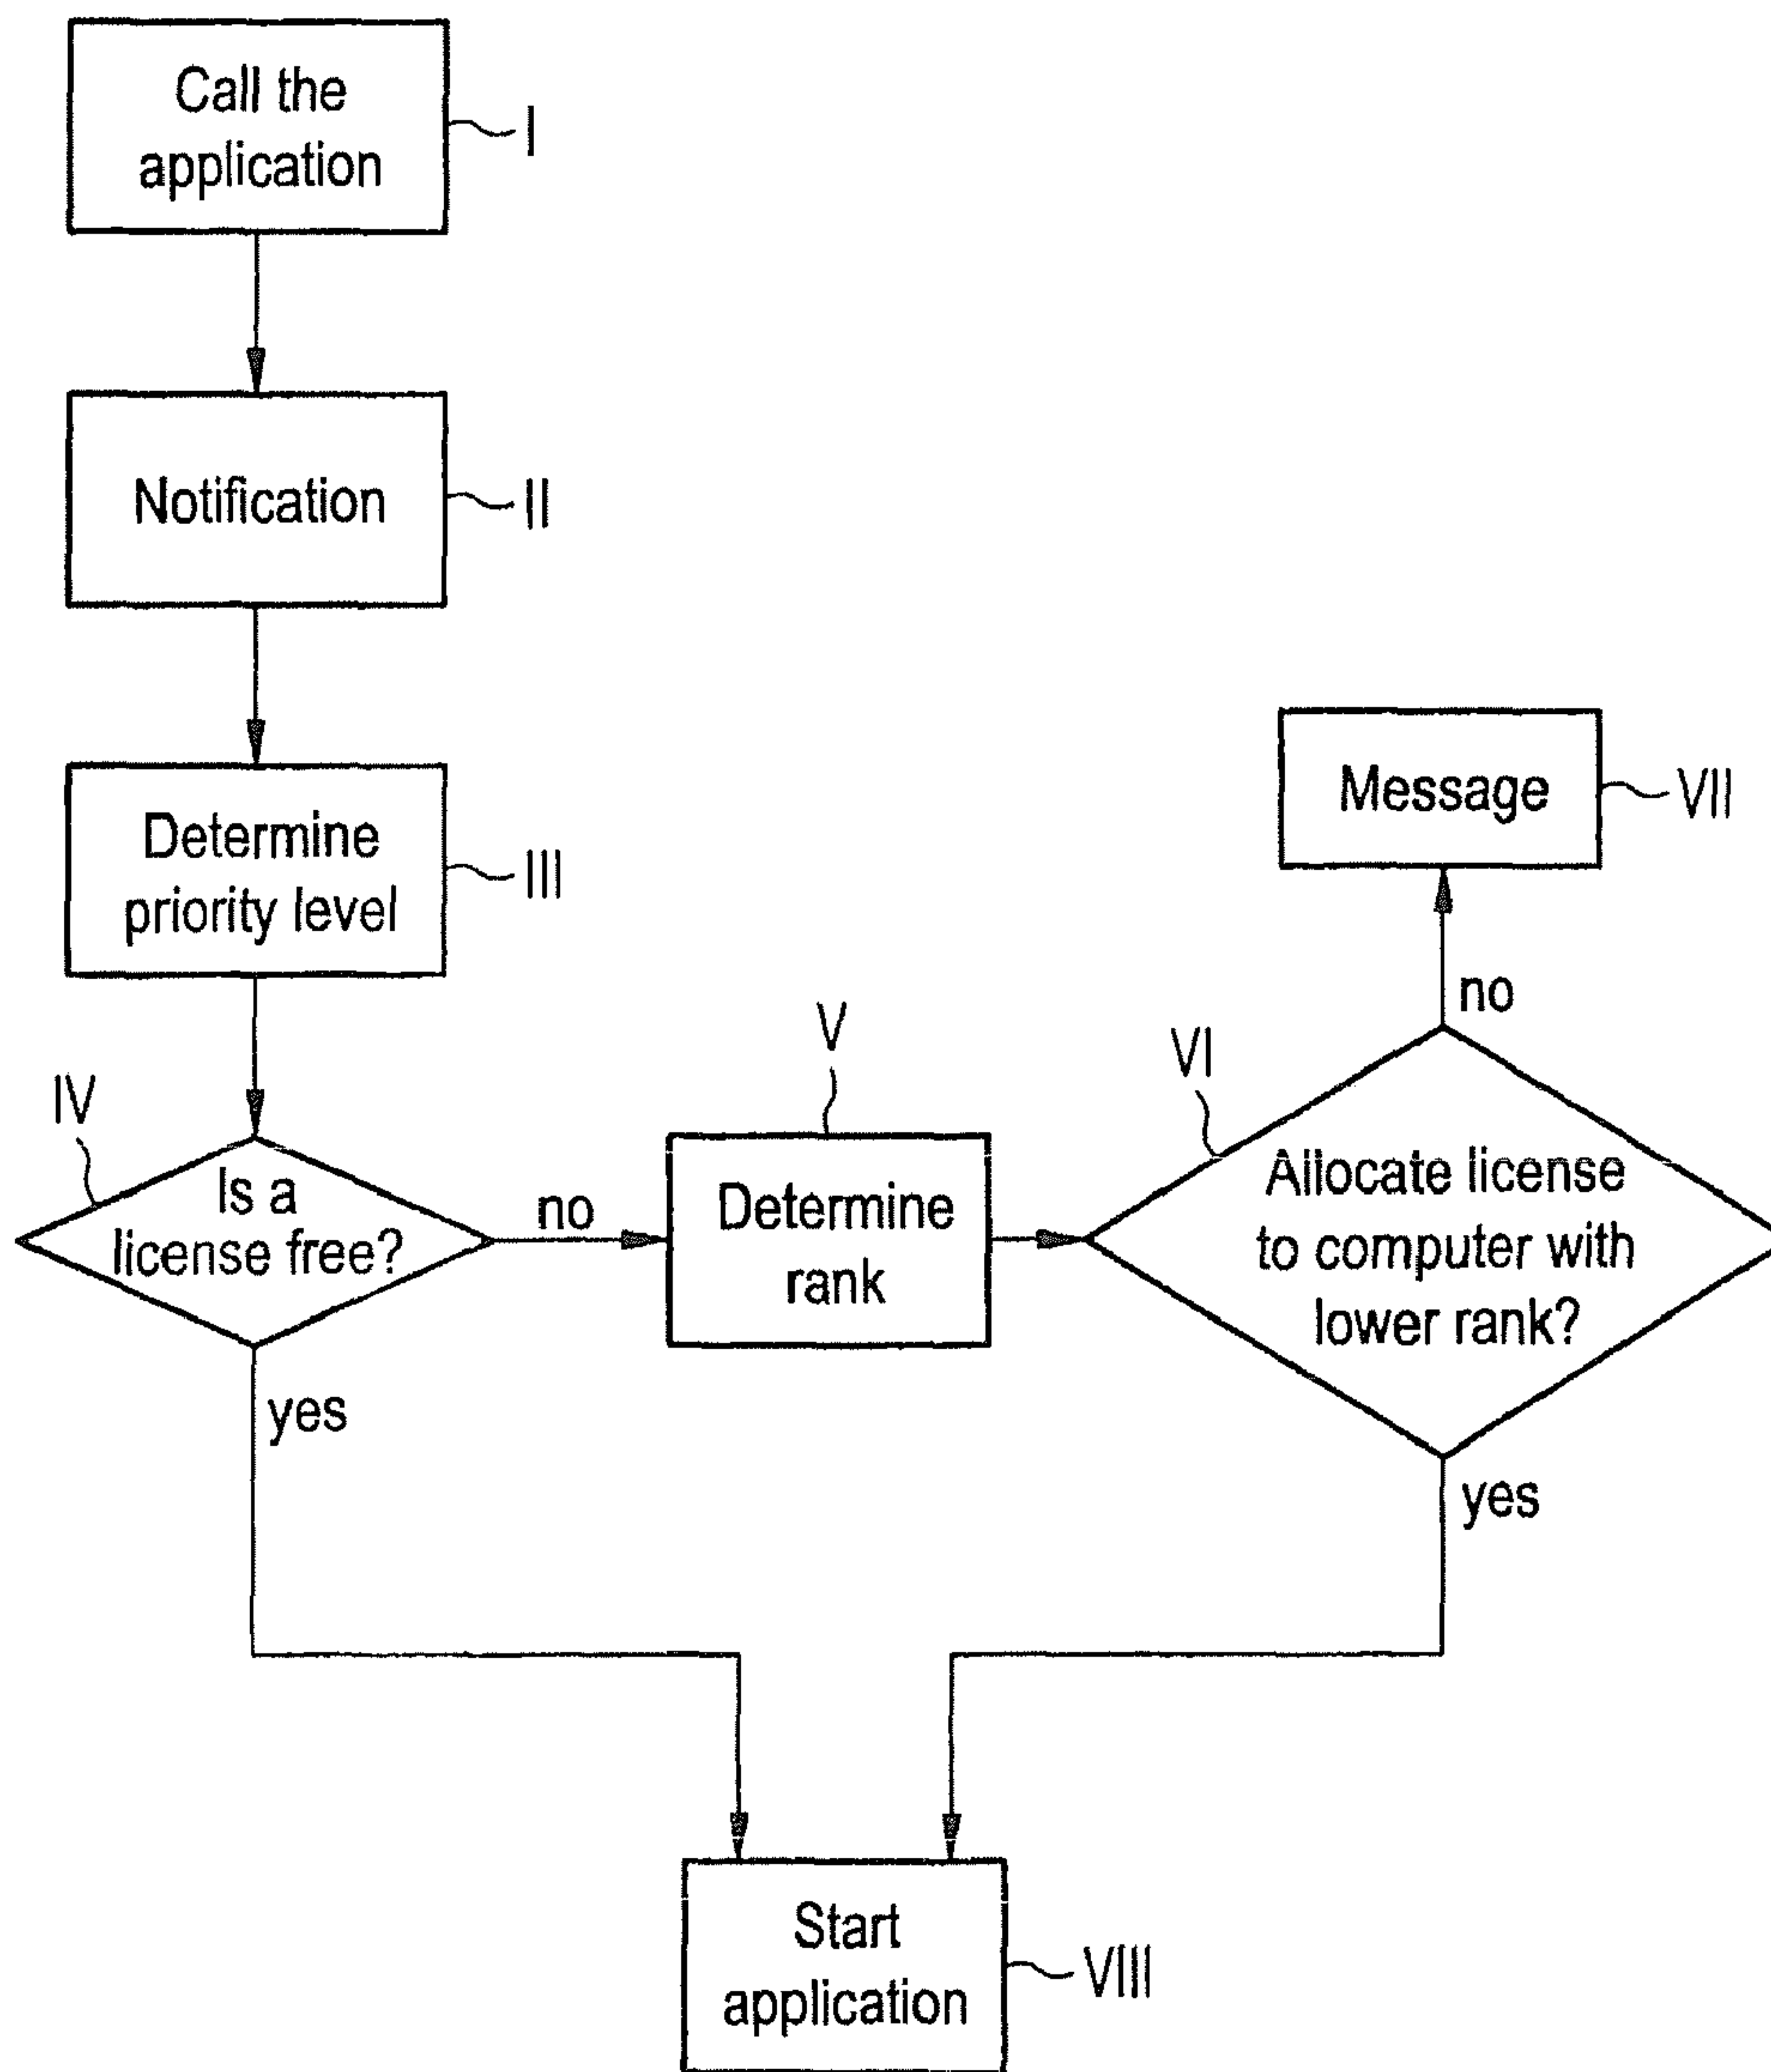 Call the
application
I
Notification
II
Determine
priority level
III
IV
Is a
license free?
no
yes
V
Determine
rank
VI
Allocate license
to computer with
lower rank?
no
yes
Message
VII
Start
application
VIII